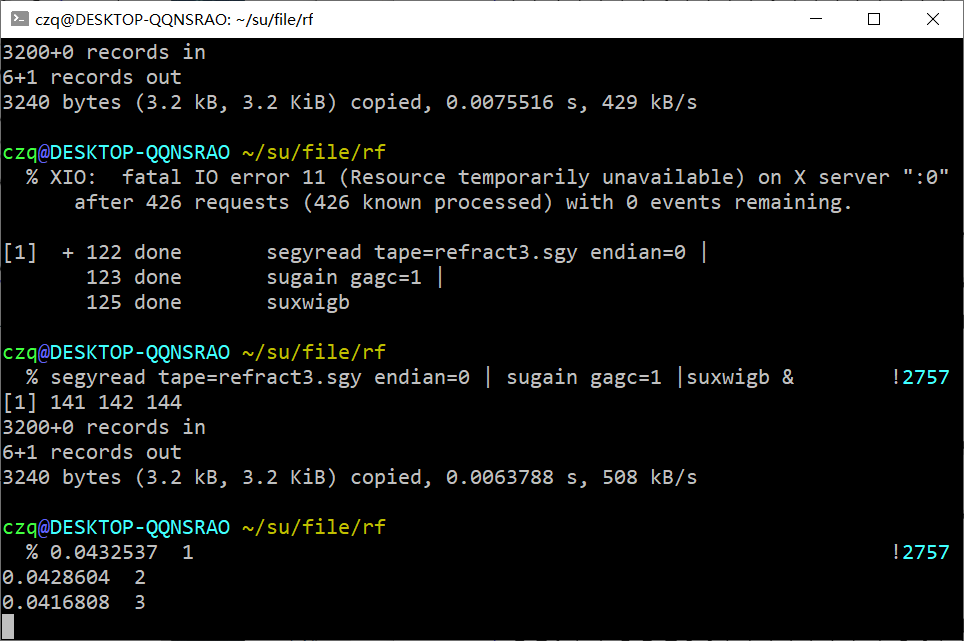 czq@DESKTOP-QQNSRAO: ~/su/file/rf
3200+0 records in
6+1 records out
3240 bytes (3.2 kB, 3.2 KiB) copied, 0.0075516 s, 429 kB/s
czq@DESKTOP-QQNSRAO ~/su/file/rf
% XIO:  fatal IO error 11 (Resource temporarily unavailable) on X server ":0"
after 426 requests (426 known processed) with 0 events remaining.
[1]  + 122 done       segyread tape=refract3.sgy endian=0 |
123 done       sugain gagc=1 |
125 done       suxwigb
czq@DESKTOP-QQNSRAO ~/su/file/rf
% segyread tape=refract3.sgy endian=0 | sugain gagc=1 |suxwigb &        !2757
[1] 141 142 144
3200+0 records in
6+1 records out
3240 bytes (3.2 kB, 3.2 KiB) copied, 0.0063788 s, 508 kB/s
czq@DESKTOP-QQNSRAO ~/su/file/rf
% 0.0432537  1        !2757
0.0428604  2
0.0416808  3